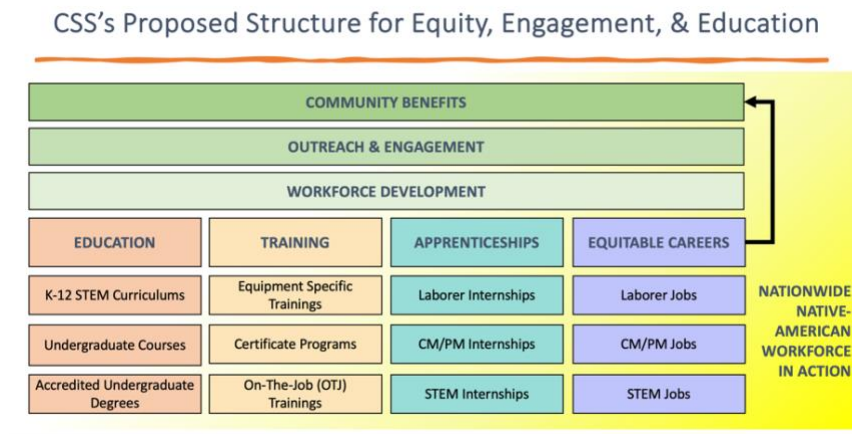 CSS's Proposed Structure for Equity, Engagement, & Education
COMMUNITY BENEFITS
OUTREACH & ENGAGEMENT
WORKFORCE DEVELOPMENT
EDUCATION
TRAINING
APPRENTICESHIPS
EQUITABLE CAREERS
K-12 STEM Curriculums
Equipment Specific
Trainings
Laborer Internships
Laborer Jobs
Undergraduate Courses
Certificate Programs
CM/PM Internships
CM/PM Jobs
Accredited Undergraduate
Degrees
On-The-Job (OTJ)
Trainings
STEM Internships
STEM Jobs
NATIONWIDE
NATIVE-
AMERICAN
WORKFORCE
IN ACTION